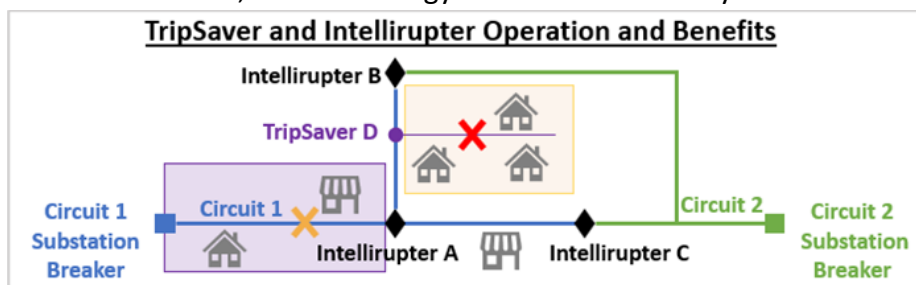 TripSaver and Intellirupter Operation and Benefits
Intellirupter B
TripSaver D
Circuit 1
Substation
Breaker
Circuit 1
Intellirupter A
Intellirupter C
Circuit 2
Circuit 2
Substation
Breaker